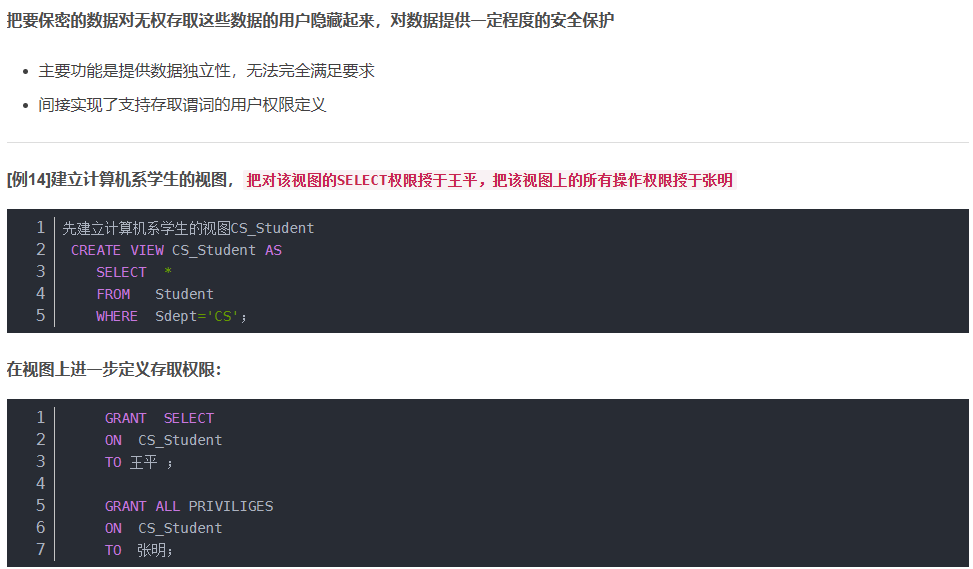 把要保密的数据对无权存取这些数据的用户隐藏起来，对数据提供一定程度的安全保护
• 主要功能是提供数据独立性，无法完全满足要求
• 间接实现了支持存取谓词的用户权限定义
[例14]建立计算机系学生的视图，把对该视图的SELECT权限授于王平，把该视图上的所有操作权限授于张明
1 先建立计算机系学生的视图CS_Student
2 CREATE VIEW CS_Student AS
3 SELECT *
4 FROM Student
5 WHERE Sdept='CS';
在视图上进一步定义存取权限：
1 GRANT SELECT
2 ON CS_Student
3 TO 王平 ；
4
5 GRANT ALL PRIVILIGES
6 ON CS_Student
7 TO 张明；